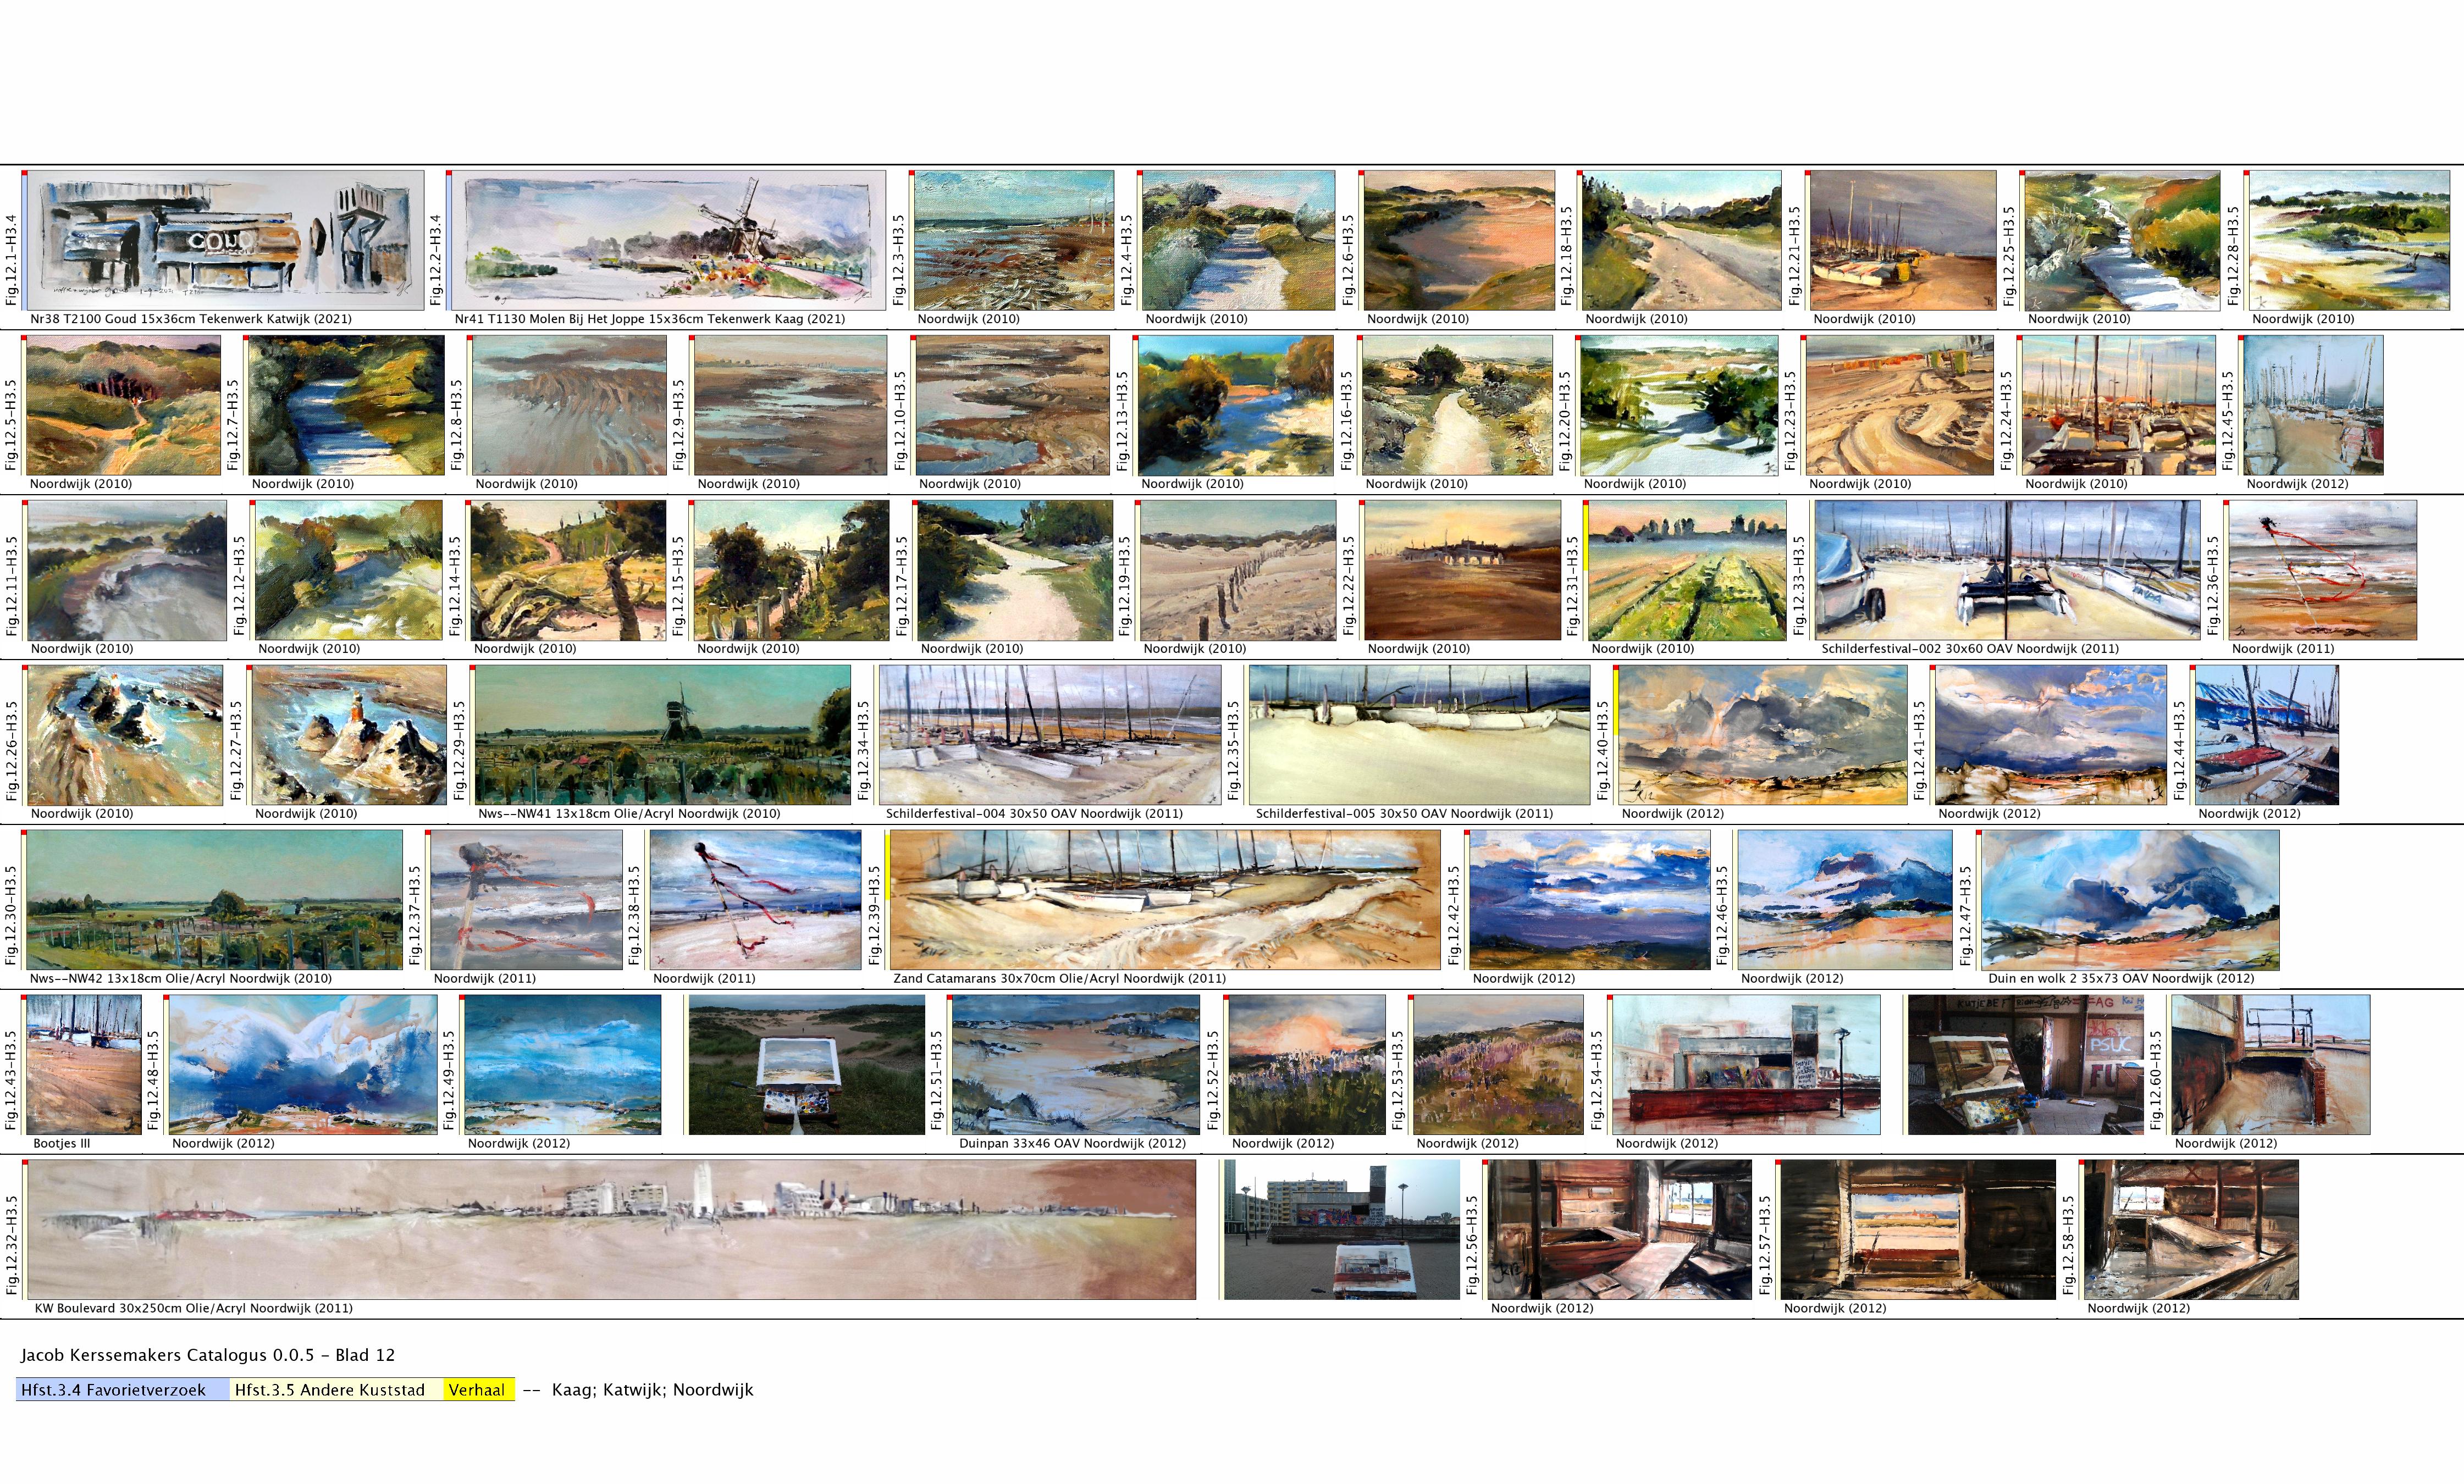 Fig.12.1-H3.4
Nr38 T2100 Goud 15x36cm Tekenwerk Katwijk (2021)
Fig.12.2-H3.4
Nr41 T1130 Molen Bij Het Joppe 15x36cm Tekenwerk Kaag (2021)
Fig.12.3-H3.5
Noordwijk (2010)
Fig.12.4-H3.5
Noordwijk (2010)
Fig.12.6-H3.5
Noordwijk (2010)
Fig.12.18-H3.5
Noordwijk (2010)
Fig.12.21-H3.5
Noordwijk (2010)
Fig.12.25-H3.5
Noordwijk (2010)
Fig.12.28-H3.5
Noordwijk (2010)
Fig.12.5-H3.5
Noordwijk (2010)
Fig.12.7-H3.5
Noordwijk (2010)
Fig.12.8-H3.5
Noordwijk (2010)
Fig.12.9-H3.5
Noordwijk (2010)
Fig.12.10-H3.5
Noordwijk (2010)
Fig.12.13-H3.5
Noordwijk (2010)
Fig.12.16-H3.5
Noordwijk (2010)
Fig.12.20-H3.5
Noordwijk (2010)
Fig.12.23-H3.5
Noordwijk (2010)
Fig.12.24-H3.5
Noordwijk (2010)
Fig.12.45-H3.5
Noordwijk (2012)
Fig.12.11-H3.5
Noordwijk (2010)
Fig.12.12-H3.5
Noordwijk (2010)
Fig.12.14-H3.5
Noordwijk (2010)
Fig.12.15-H3.5
Noordwijk (2010)
Fig.12.17-H3.5
Noordwijk (2010)
Fig.12.19-H3.5
Noordwijk (2010)
Fig.12.22-H3.5
Noordwijk (2010)
Fig.12.31-H3.5
Noordwijk (2010)
Fig.12.33-H3.5
Schilderfestival-002 30x60 OAV Noordwijk (2011)
Fig.12.36-H3.5
Noordwijk (2011)
Fig.12.26-H3.5
Noordwijk (2010)
Fig.12.27-H3.5
Noordwijk (2010)
Fig.12.29-H3.5
Nws--NW41 13x18cm Olie/Acryl Noordwijk (2010)
Fig.12.34-H3.5
Schilderfestival-004 30x50 OAV Noordwijk (2011)
Fig.12.35-H3.5
Schilderfestival-005 30x50 OAV Noordwijk (2011)
Fig.12.40-H3.5
Noordwijk (2012)
Fig.12.41-H3.5
Noordwijk (2012)
Fig.12.44-H3.5
Noordwijk (2012)
Fig.12.30-H3.5
Nws--NW42 13x18cm Olie/Acryl Noordwijk (2010)
Fig.12.37-H3.5
Noordwijk (2011)
Fig.12.38-H3.5
Noordwijk (2011)
Fig.12.39-H3.5
Zand Catamarans 30x70cm Olie/Acryl Noordwijk (2011)
Fig.12.42-H3.5
Noordwijk (2012)
Fig.12.46-H3.5
Noordwijk (2012)
Fig.12.47-H3.5
Duin en wolk 2 35x73 OAV Noordwijk (2012)
Fig.12.43-H3.5
Bootjes III
Fig.12.48-H3.5
Noordwijk (2012)
Fig.12.49-H3.5
Noordwijk (2012)
Fig.12.51-H3.5
Duinpan 33x46 OAV Noordwijk (2012)
Fig.12.52-H3.5
Noordwijk (2012)
Fig.12.53-H3.5
Noordwijk (2012)
Fig.12.54-H3.5
Noordwijk (2012)
FAG
PSUC
FU
Fig.12.60-H3.5
Noordwijk (2012)
Fig.12.32-H3.5
KW Boulevard 30x250cm Olie/Acryl Noordwijk (2011)
Fig.12.56-H3.5
Noordwijk (2012)
Fig.12.57-H3.5
Noordwijk (2012)
Fig.12.58-H3.5
Noordwijk (2012)
Jacob Kerssemakers Catalogus 0.0.5 - Blad 12
Hfst.3.4 Favorietverzoek Hfst.3.5 Andere Kuststad Verhaal -- Kaag; Katwijk; Noordwijk